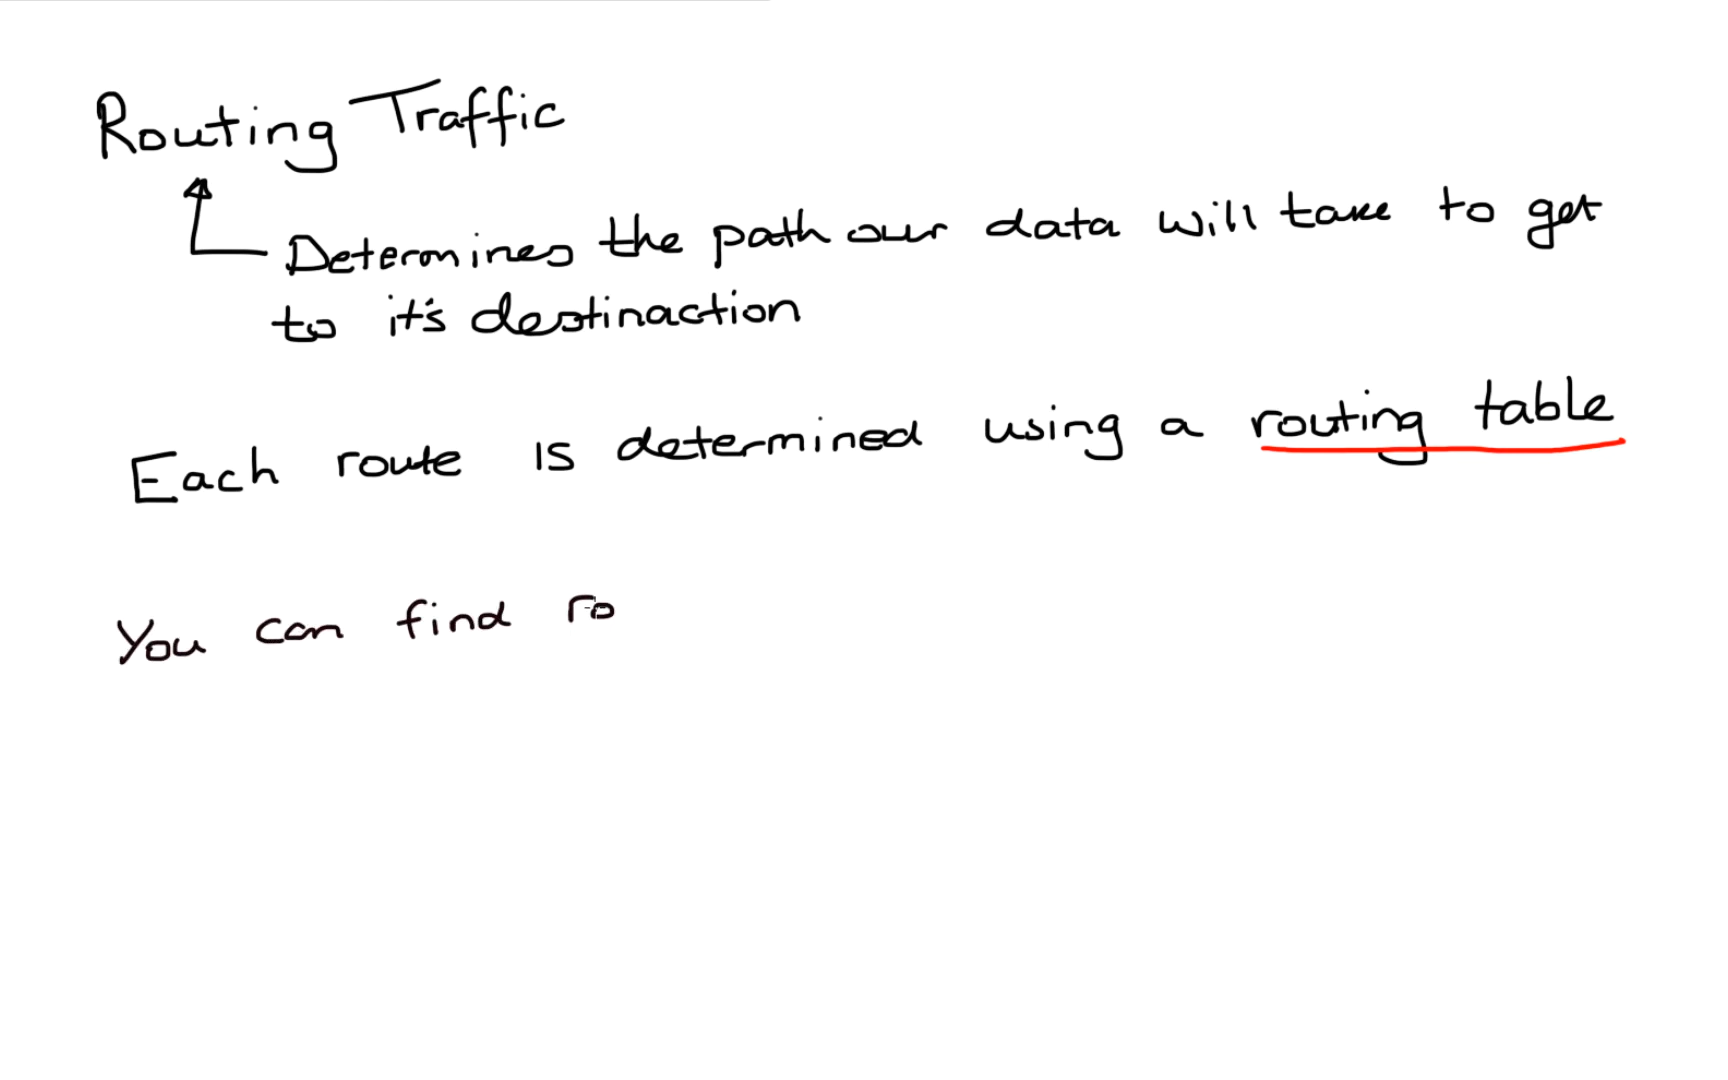 Routing Traffic
Determines the path our data will take to get
to it's destinaction
Each route is determined using a routing table
You can find ro